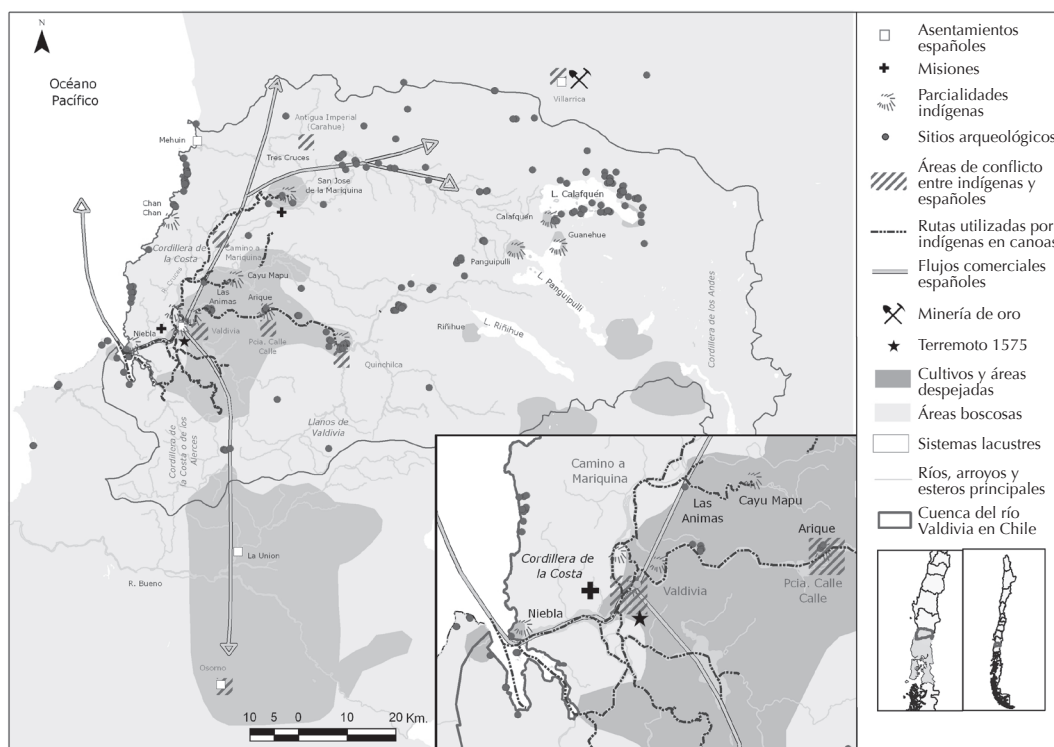 N
Océano
Pacífico
Villarrica
Antigua Imperial
(Carahue)
Mehuin
Tres Cruces
San José
de la Mariquina
L. Calafquén
Chan
Chan
Calafquén
Guanehue
Cordillera de
la Costa
Camino a
Mariquina
Panguipulli
R. Cruces
Cayu Mapu
L. Panguipulli
Las
Animas
Arique
Niebla
Valdivia
Pcia. Calle
Calle
Riñihue
L. Riñihue
Quinchilca
Cordillera de los Andes
Llanos de
Valdivia
Cordillera de
la Costa o de los
Alerces
La Union
R. Bueno
Osorno
10 5 0 10 20 Km.
Camino a
Mariquina
Las
Animas
Cayu Mapu
Arique
Cordillera de
la Costa
Valdivia
Pcia. Calle
Calle
Niebla
Asentamientos
españoles
Misiones
Parcialidades
indígenas
Sitios arqueológicos
Áreas de conflicto
entre indígenas y
españoles
Rutas utilizadas por
indígenas en canoas
Flujos comerciales
españoles
Minería de oro
Terremoto 1575
Cultivos y áreas
despejadas
Áreas boscosas
Sistemas lacustres
Ríos, arroyos y
esteros principales
Cuenca del río
Valdivia en Chile